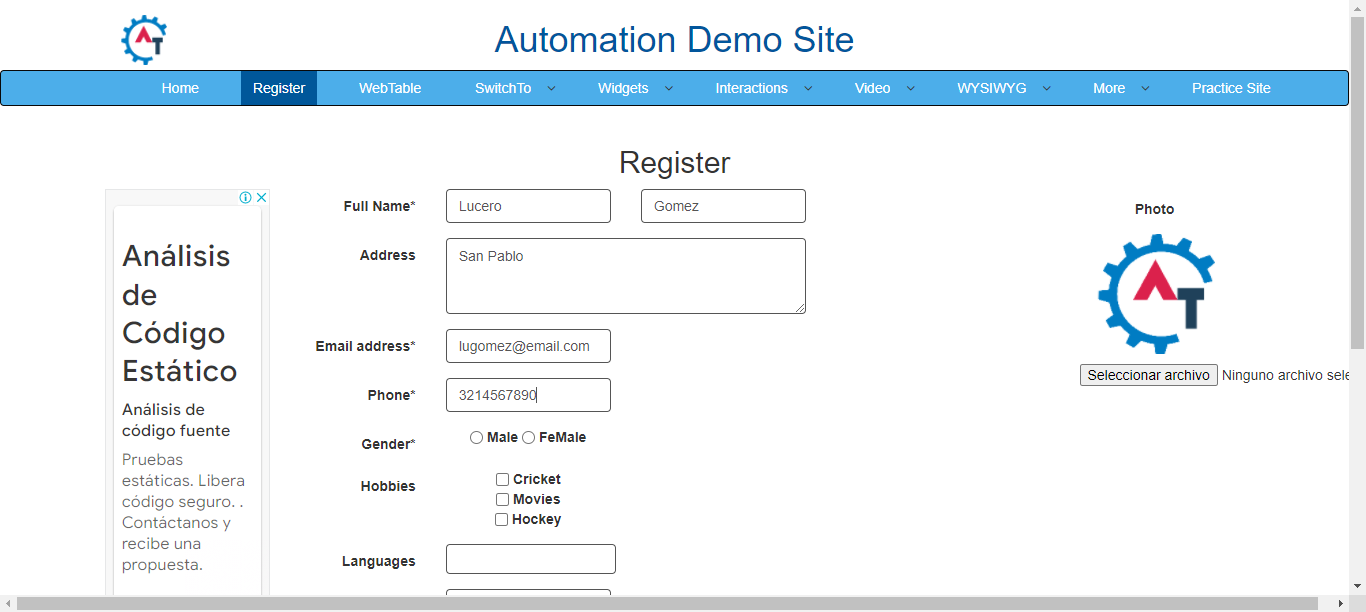 AT
Automation Demo Site
Home Register WebTable SwitchTo Widgets Interactions Video WYSIWYG More Practice Site
Register
Análisis
de
Código
Estático
Análisis de
código fuente
Pruebas
estáticas. Libera
código seguro. .
Contáctanos y
recibe una
propuesta.
Full Name* Lucero Gomez
Address San Pablo
Email address* lugomez@email.com
Phone* 3214567890
Gender* Male FeMale
Hobbies Cricket
Movies
Hockey
Languages
Photo
AT
Seleccionar archivo Ninguno archivo sele